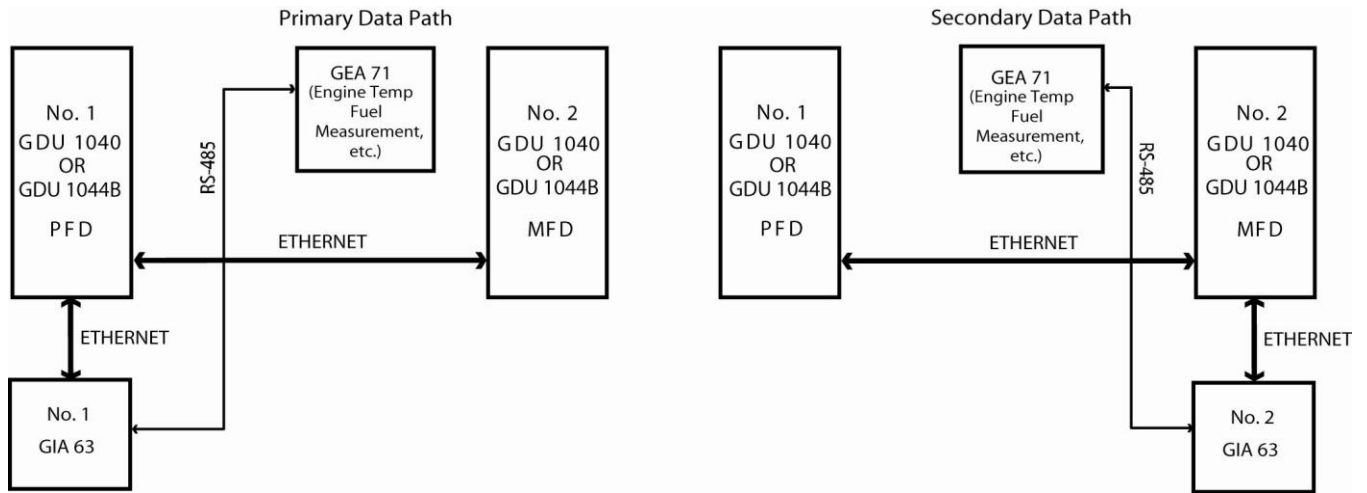 Primary Data Path
No. 1
GDU 1040
OR
GDU 1044B
PFD
GEA 71
(Engine Temp
Fuel
Measurement,
etc.)
No. 2
GDU 1040
OR
GDU 1044B
MFD
RS-485
ETHERNET
ETHERNET
No. 1
GIA 63
Secondary Data Path
No. 1
GDU 1040
OR
GDU 1044B
PFD
GEA 71
(Engine Temp
Fuel
Measurement,
etc.)
No. 2
GDU 1040
OR
GDU 1044B
MFD
RS-485
ETHERNET
ETHERNET
No. 2
GIA 63